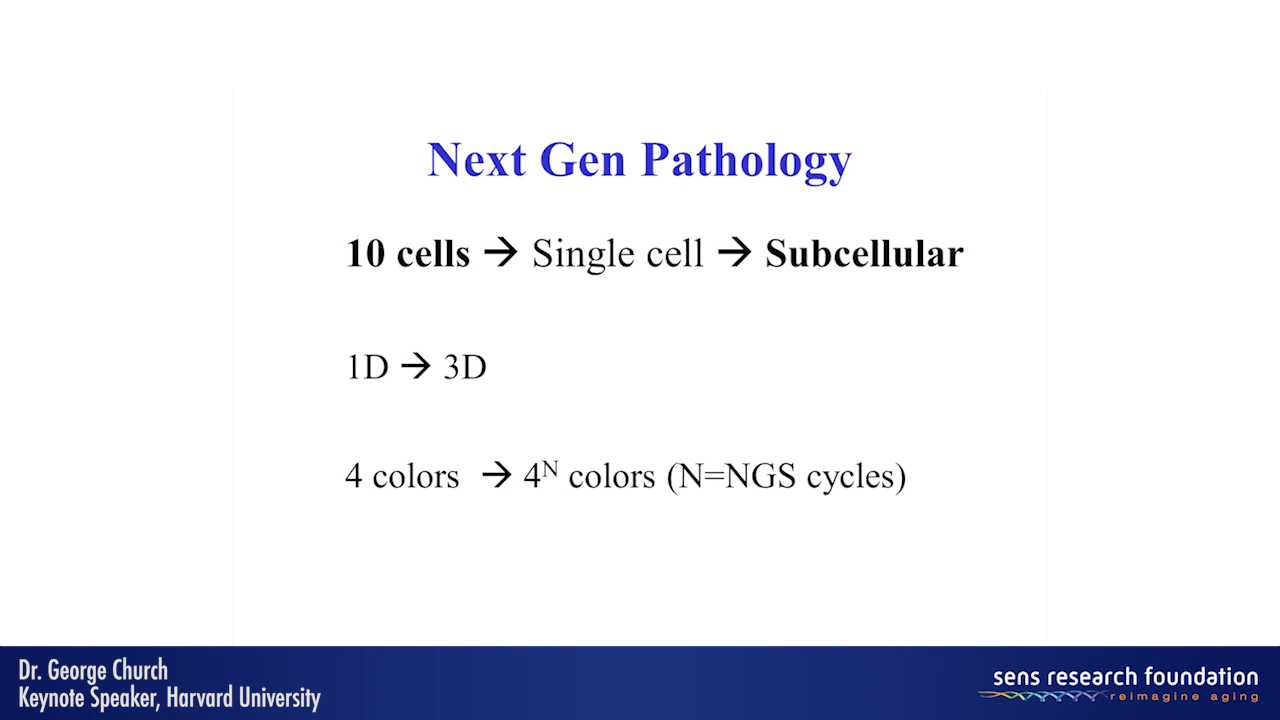 Next Gen Pathology
10 cells → Single cell → Subcellular
1D → 3D
4 colors → 4ᴺ colors (N=NGS cycles)
Dr. George Church
Keynote Speaker, Harvard University
sens research foundation
reimagine aging